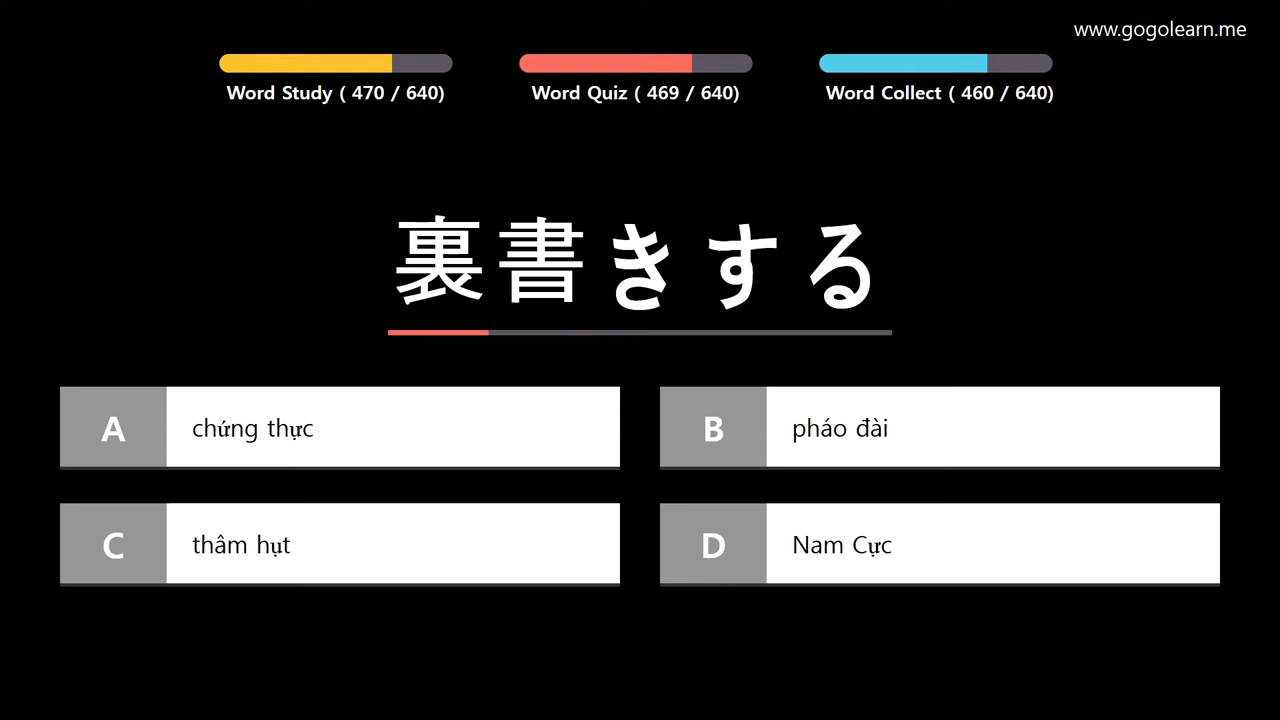 www.gogolearn.me
Word Study ( 470 / 640)
Word Quiz ( 469 / 640)
Word Collect ( 460 / 640)
裏書きする
A chứng thực
B pháo đài
C thâm hụt
D Nam Cực